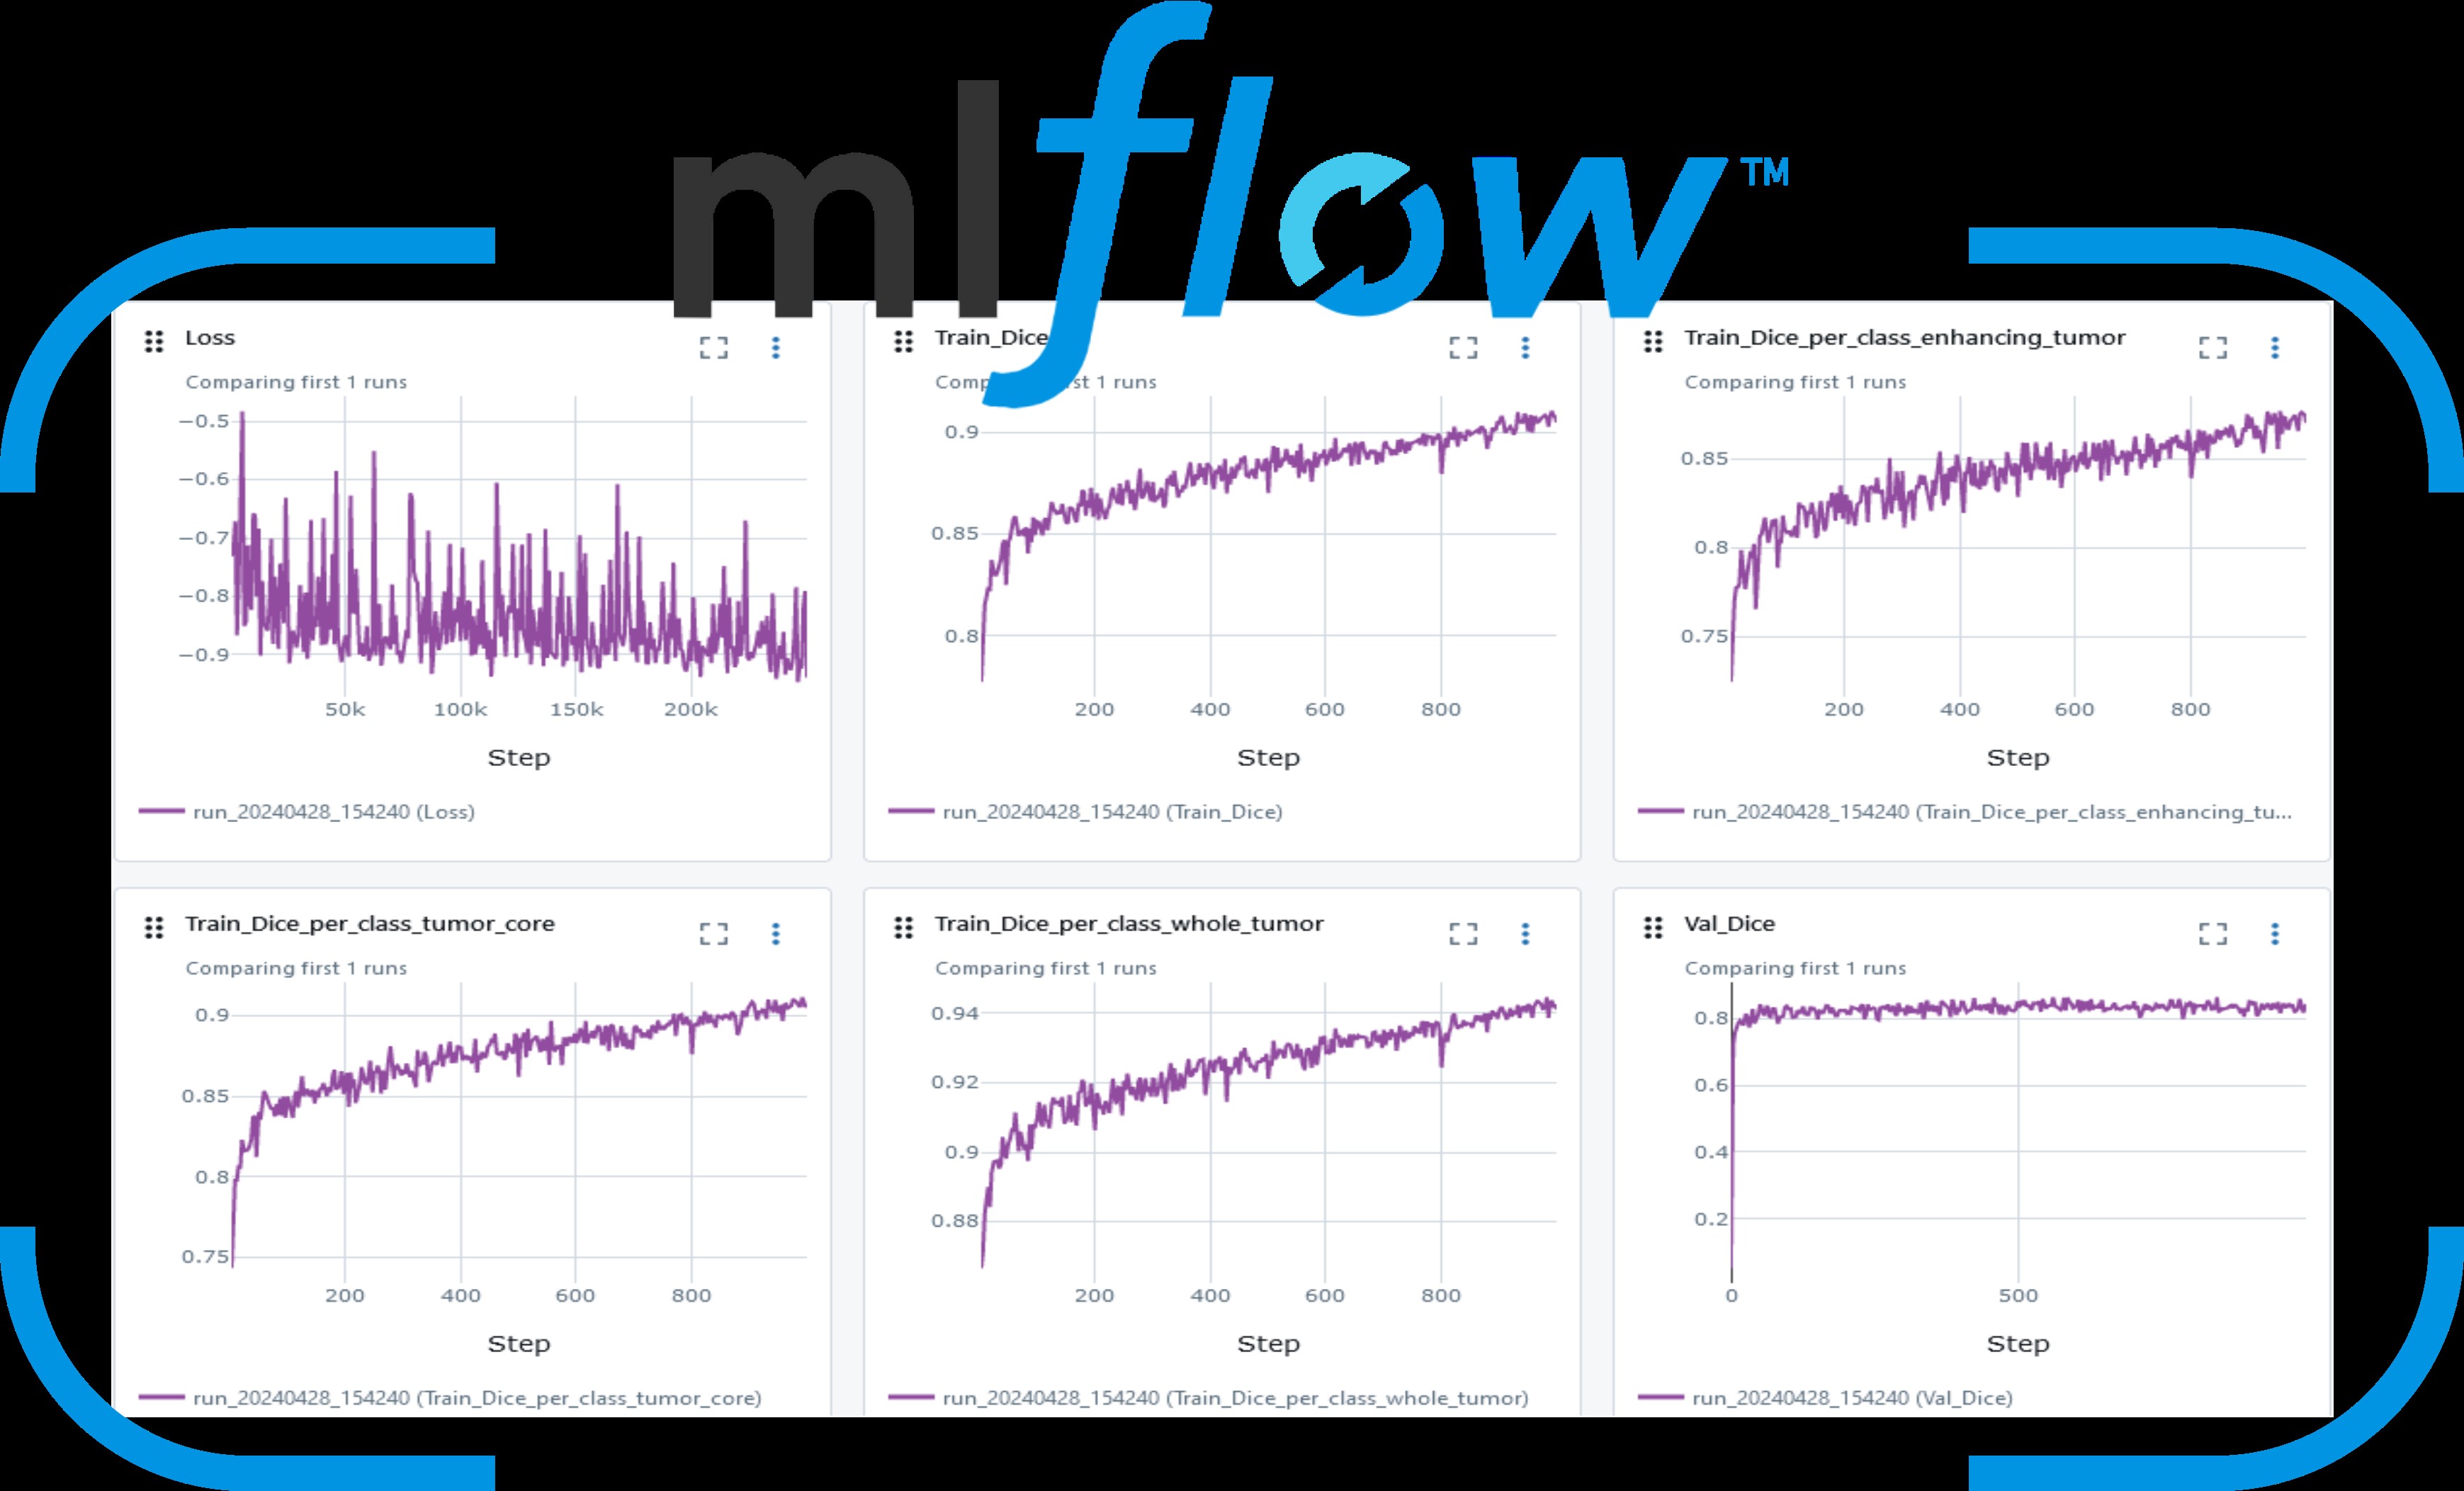 mlflow™
Loss
Comparing first 1 runs
−0.5
−0.6
−0.7
−0.8
−0.9
50k 100k 150k 200k
Step
run_20240428_154240 (Loss)
Train_Dice
Comp st 1 runs
0.9
0.85
0.8
200 400 600 800
Step
run_20240428_154240 (Train_Dice)
Train_Dice_per_class_enhancing_tumor
Comparing first 1 runs
0.85
0.8
0.75
200 400 600 800
Step
run_20240428_154240 (Train_Dice_per_class_enhancing_tu...
Train_Dice_per_class_tumor_core
Comparing first 1 runs
0.9
0.85
0.8
0.75
200 400 600 800
Step
run_20240428_154240 (Train_Dice_per_class_tumor_core)
Train_Dice_per_class_whole_tumor
Comparing first 1 runs
0.94
0.92
0.9
0.88
200 400 600 800
Step
run_20240428_154240 (Train_Dice_per_class_whole_tumor)
Val_Dice
Comparing first 1 runs
0.8
0.6
0.4
0.2
0 500
Step
run_20240428_154240 (Val_Dice)